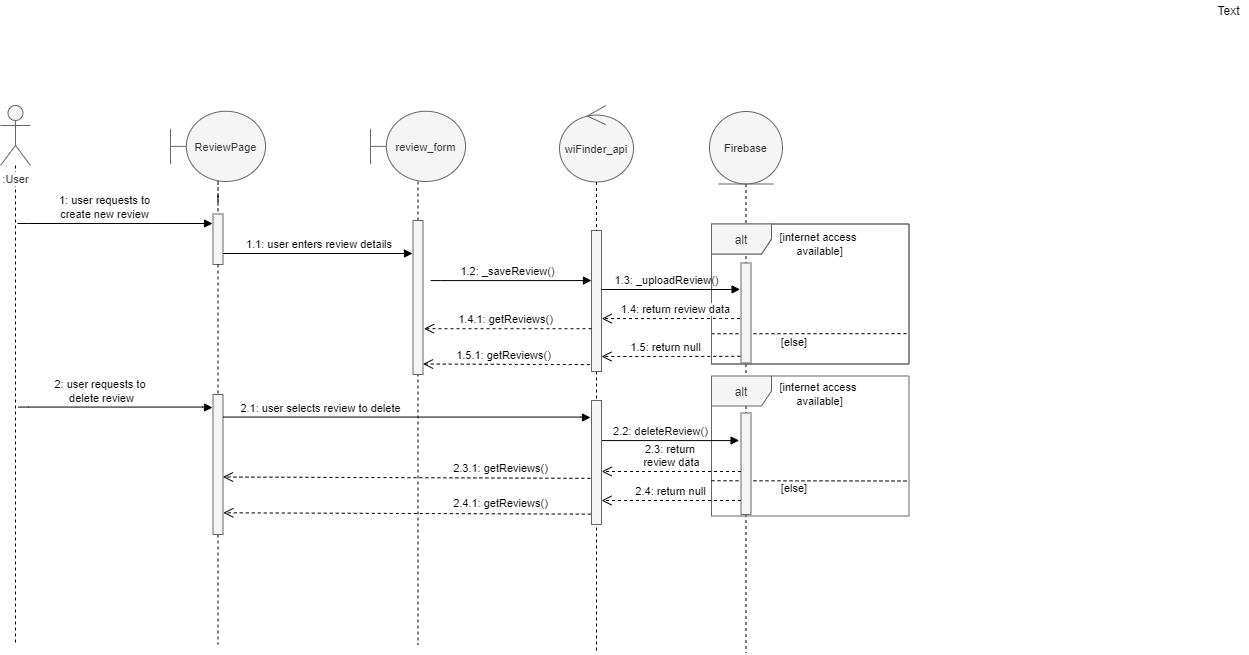 Text
ReviewPage
review_form
wiFinder_api
Firebase
:User
1: user requests to
create new review
1.1: user enters review details
alt
[internet access
available]
1.2: _saveReview()
1.3: _uploadReview()
1.4: return review data
1.4.1: getReviews()
[else]
1.5: return null
1.5.1: getReviews()
2: user requests to
delete review
alt
[internet access
available]
2.1: user selects review to delete
2.2: deleteReview()
2.3: return
review data
2.3.1: getReviews()
[else]
2.4: return null
2.4.1: getReviews()